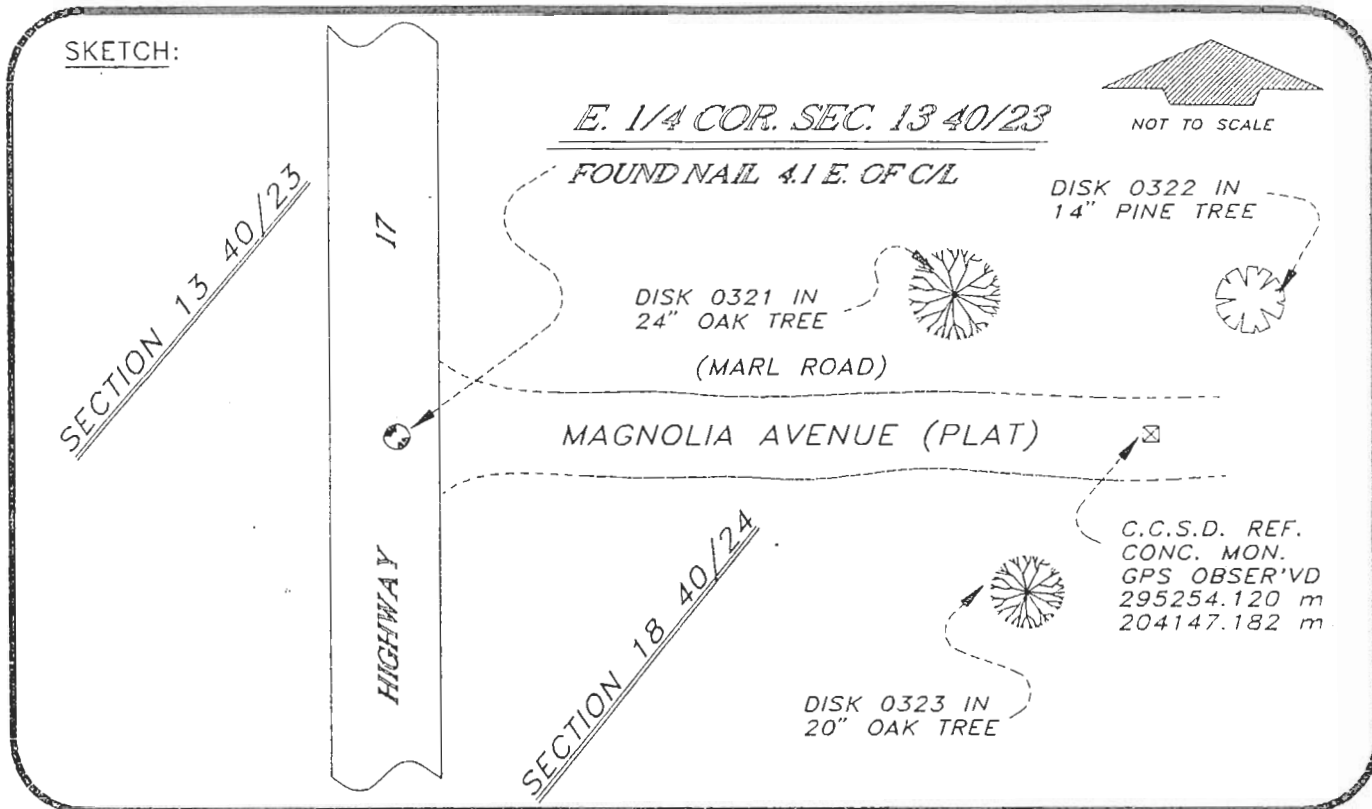 SKETCH:
E. 1/4 COR. SEC. 13 40/23
FOUND NAIL 4.1 E. OF C/L
NOT TO SCALE
DISK 0322 IN
14" PINE TREE
SECTION 13 40/23
17
DISK 0321 IN
24" OAK TREE
(MARL ROAD)
MAGNOLIA AVENUE (PLAT)
C.C.S.D. REF.
CONC. MON.
GPS OBSER'VD
295254.120 m
204147.182 m
HIGHWAY
SECTION 18 40/24
DISK 0323 IN
20" OAK TREE